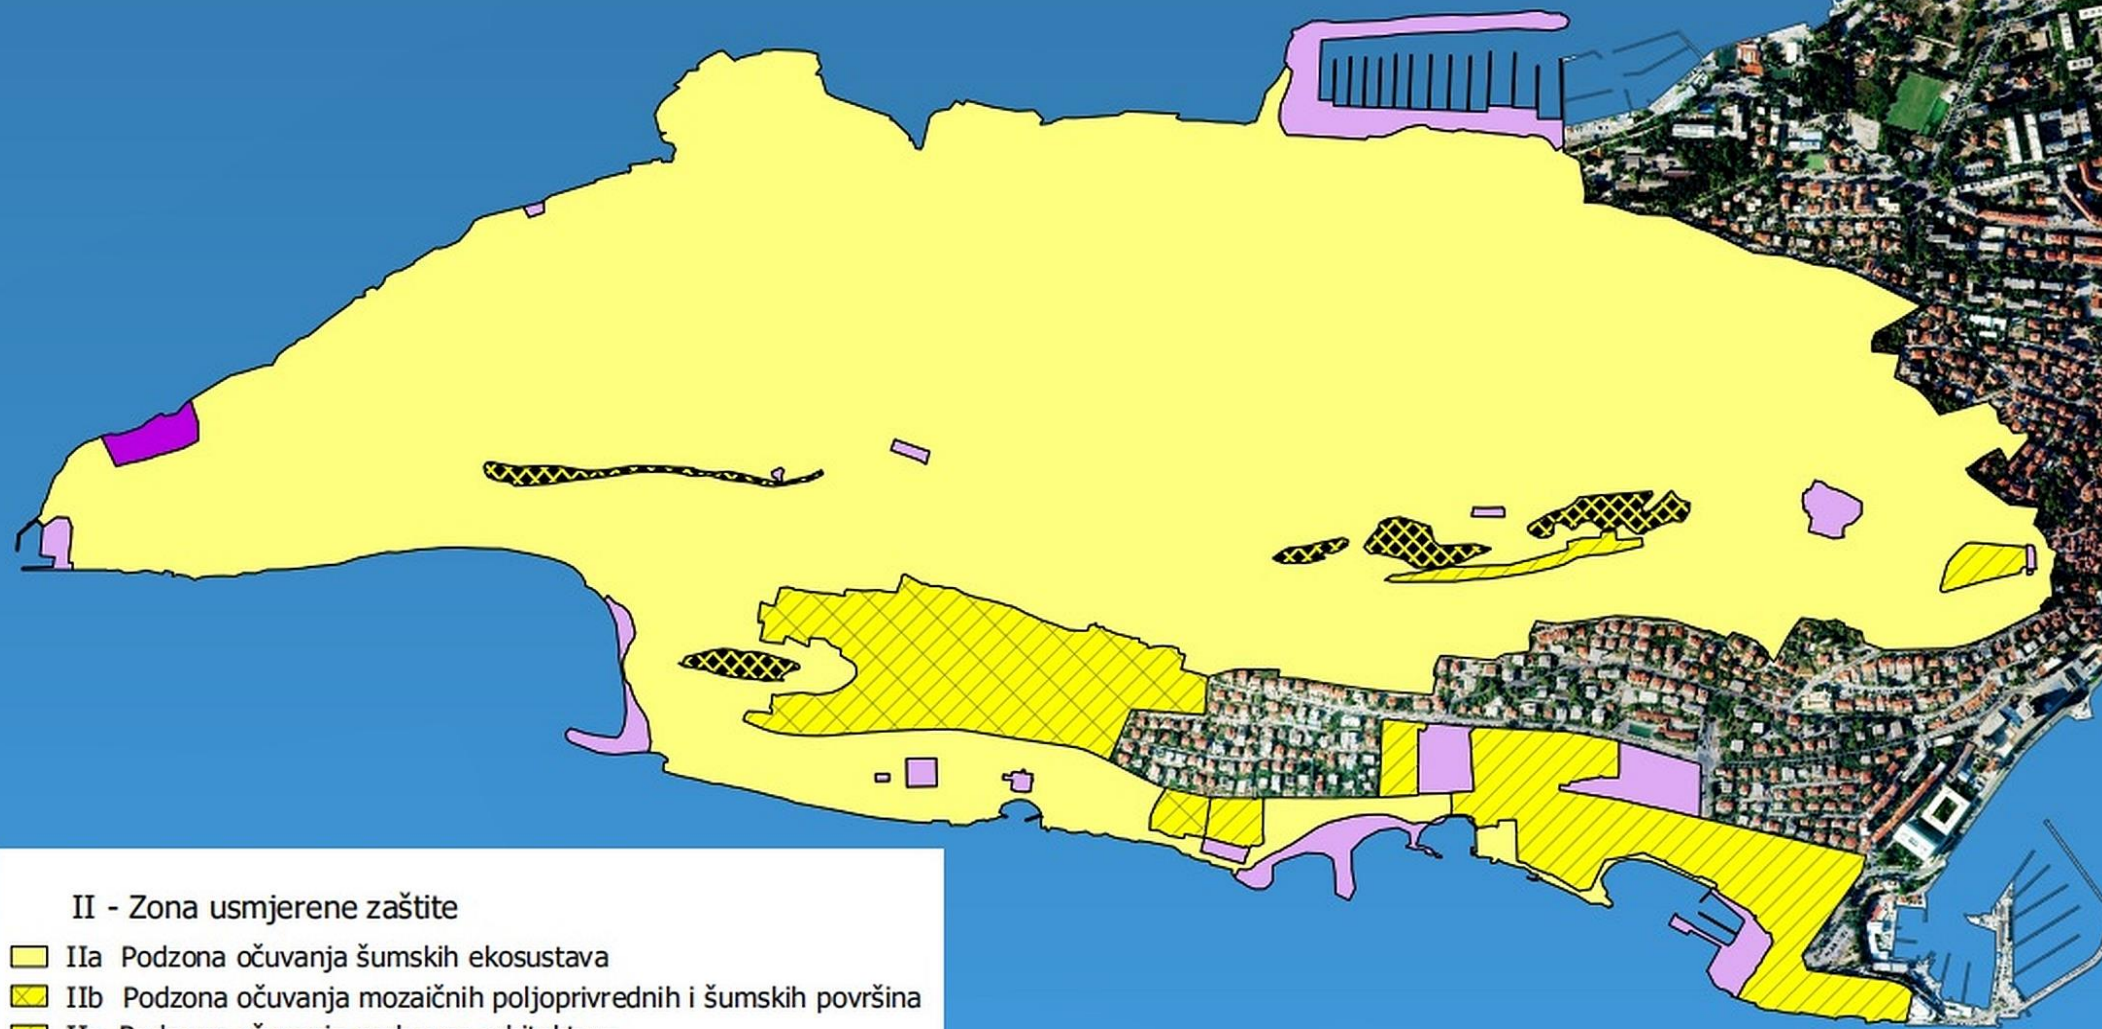 II - Zona usmjerene zaštite
IIa Podzona očuvanja šumskih ekosustava
IIb Podzona očuvanja mozaičnih poljoprivrednih i šumskih površina